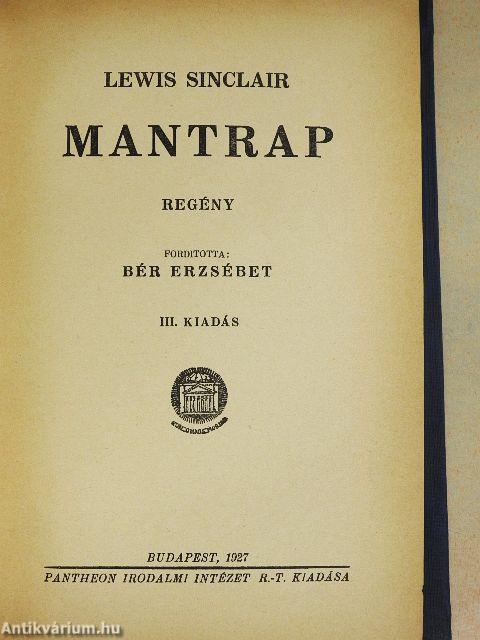 LEWIS SINCLAIR
MANTRAP
REGÉNY
FORDITOTTA:
BÉR ERZSÉBET
III. KIADÁS
BUDAPEST, 1927
PANTHEON IRODALMI INTÉZET R.-T. KIADÁSA
Antikvárium.hu